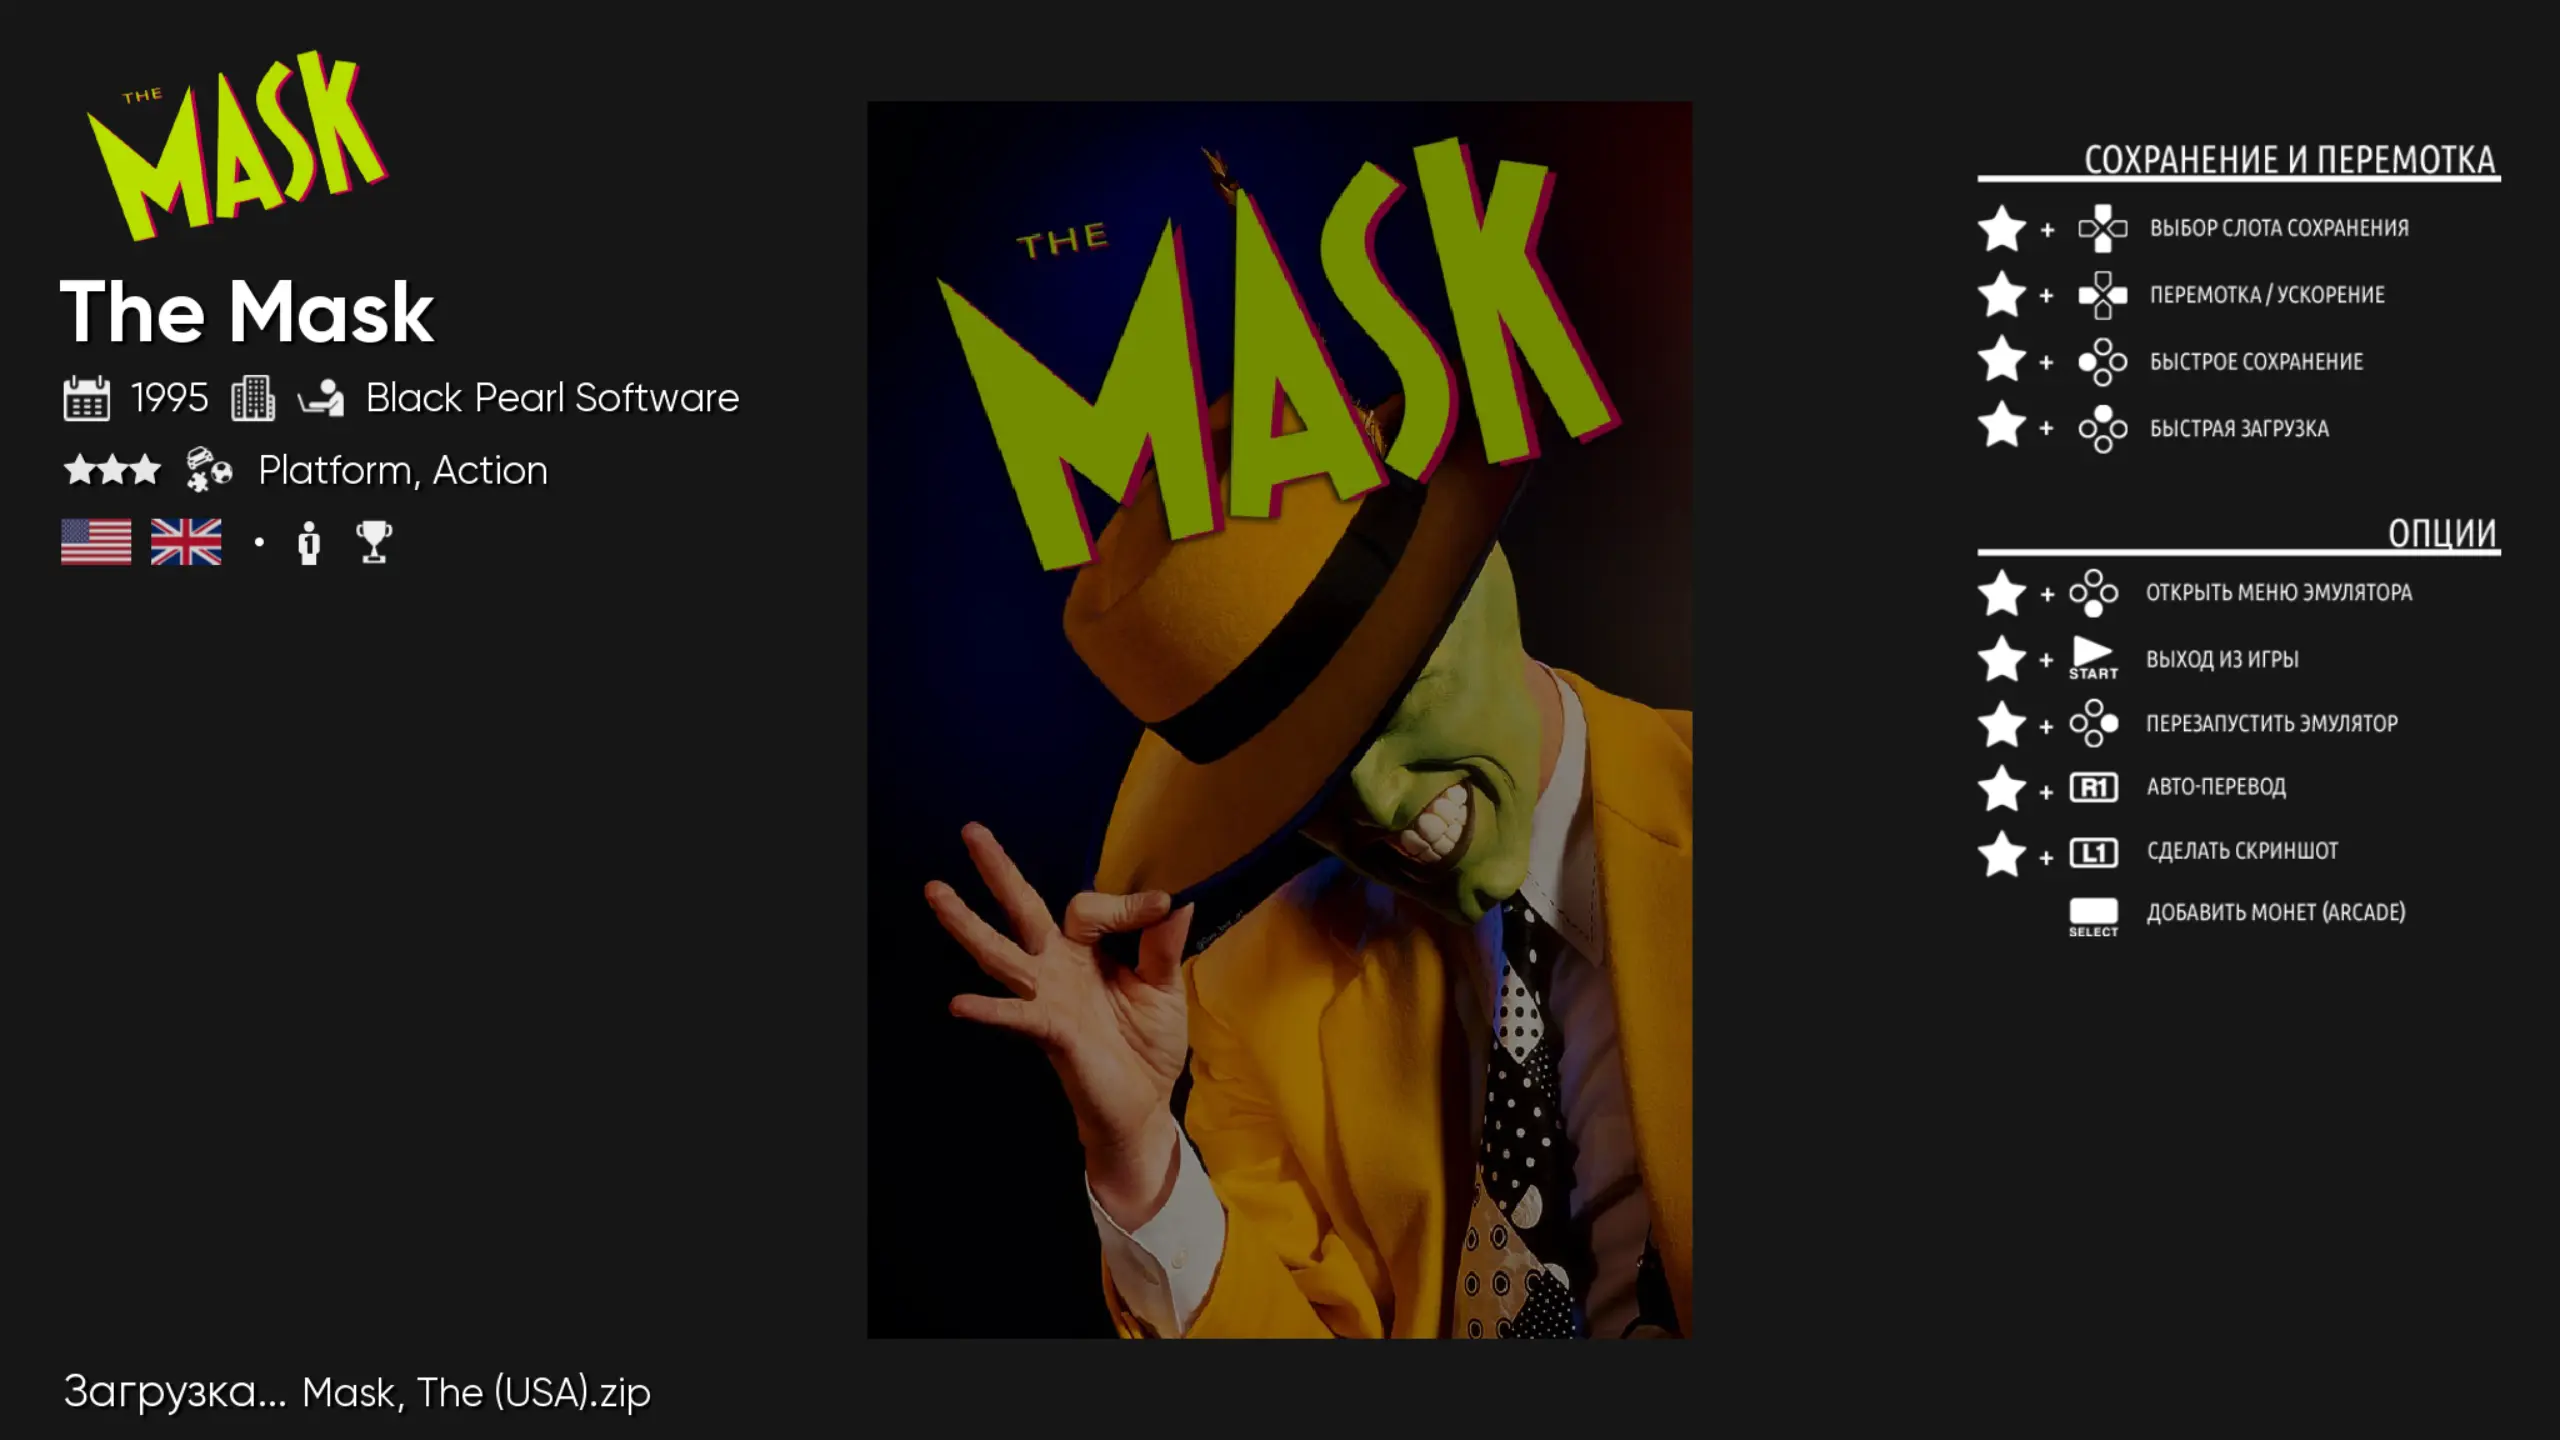 THE
MASK
The Mask
1995 Black Pearl Software
Platform, Action
1
Загрузка... Mask, The (USA).zip
THE
MASK
СОХРАНЕНИЕ И ПЕРЕМОТКА
+ ВЫБОР СЛОТА СОХРАНЕНИЯ
+ ПЕРЕМОТКА / УСКОРЕНИЕ
+ БЫСТРОЕ СОХРАНЕНИЕ
+ БЫСТРАЯ ЗАГРУЗКА
ОПЦИИ
+ ОТКРЫТЬ МЕНЮ ЭМУЛЯТОРА
+ START ВЫХОД ИЗ ИГРЫ
+ ПЕРЕЗАПУСТИТЬ ЭМУЛЯТОР
+ R1 АВТО-ПЕРЕВОД
+ L1 СДЕЛАТЬ СКРИНШОТ
SELECT ДОБАВИТЬ МОНЕТ (ARCADE)